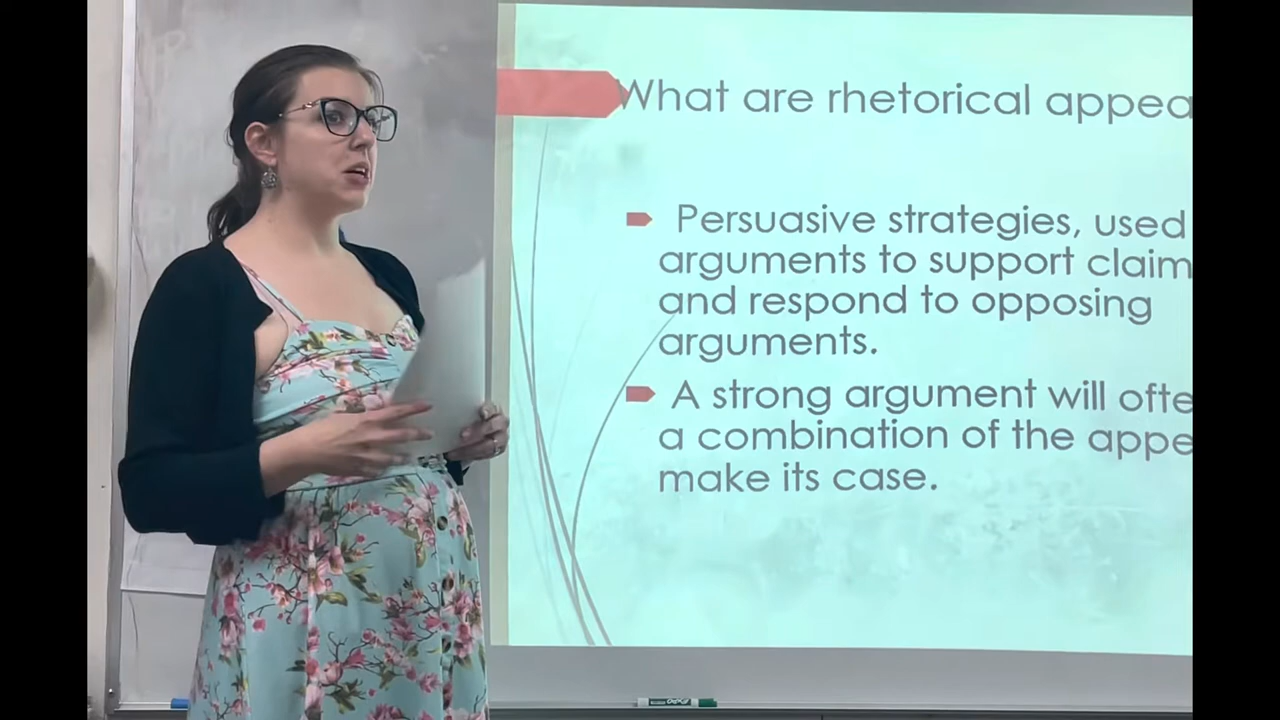 What are rhetorical appea
Persuasive strategies, used
arguments to support claim
and respond to opposing
arguments.
A strong argument will ofte
a combination of the appe
make its case.